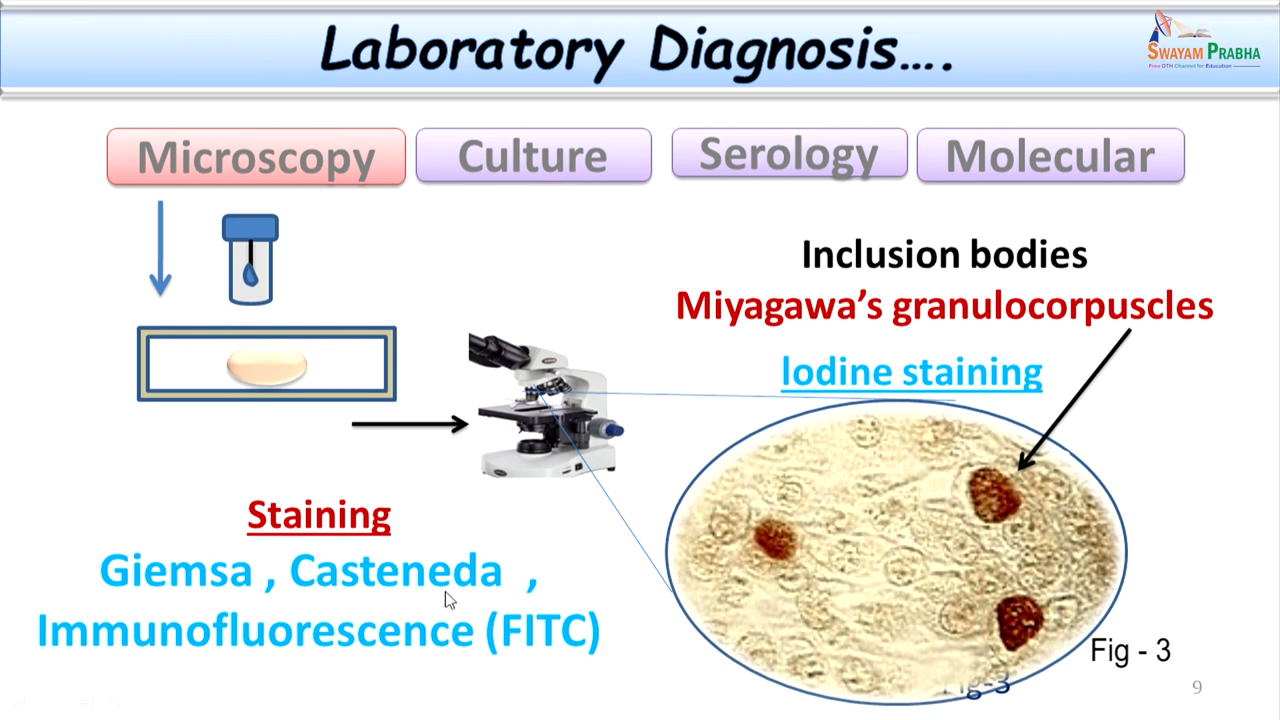 Laboratory Diagnosis….
SWAYAM PRABHA
Free DTH Channel for Education
Microscopy
Culture
Serology
Molecular
Inclusion bodies
Miyagawa’s granulocorpuscles
Iodine staining
Staining
Giemsa , Casteneda ,
Immunofluorescence (FITC)
Fig - 3
Fig-3
9